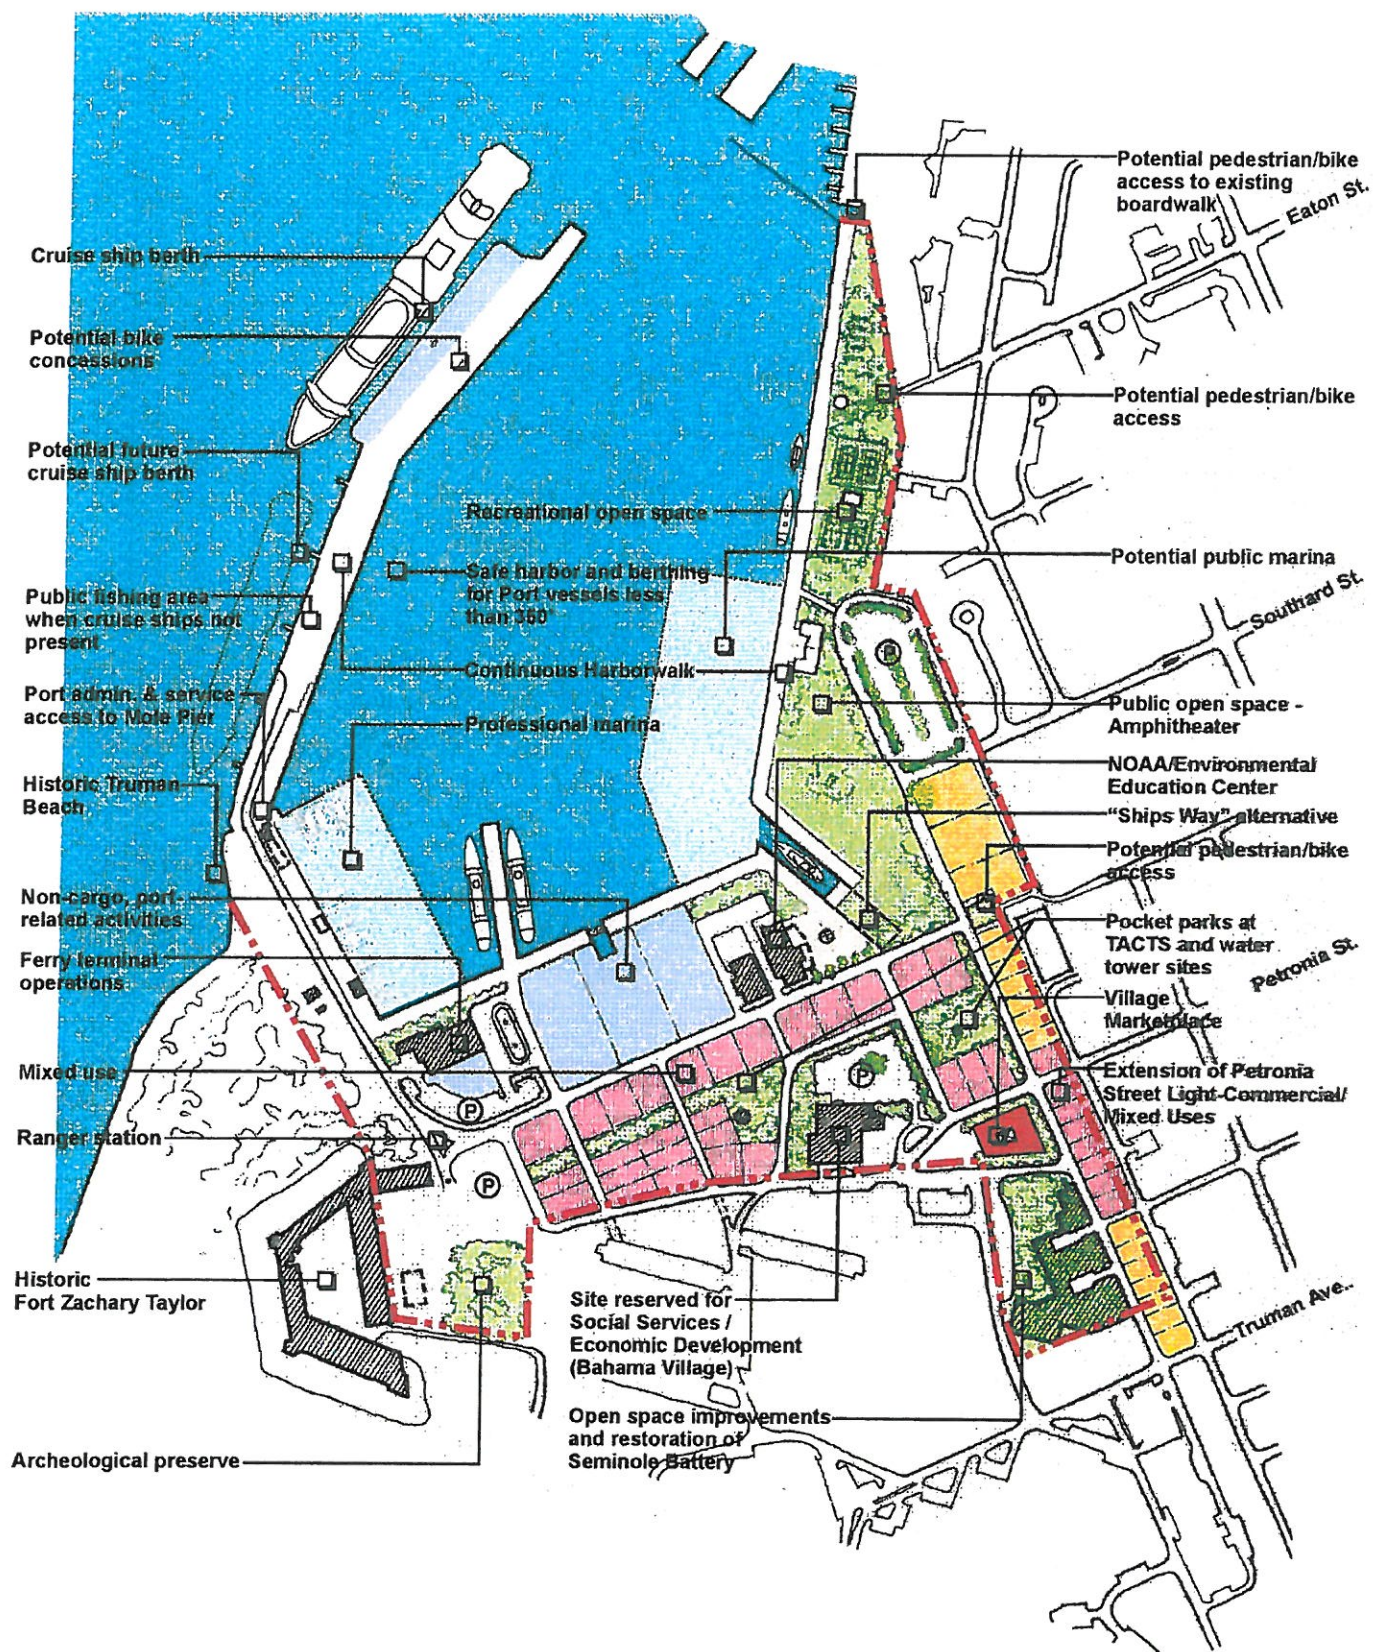 Potential pedestrian/bike
access to existing
boardwalk
Eaton St.
Cruise ship berth
Potential bike
concessions
Potential pedestrian/bike
access
Potential future
cruise ship berth
Recreational open space
Potential public marina
Safe harbor and berthing
for Port vessels less
than 350'
Public fishing area
when cruise ships not
present
Southard St.
Continuous Harborwalk
Port admin. & service
access to Mole Pier
Public open space -
Amphitheater
Professional marina
P
NOAA/Environmental
Education Center
Historic Truman
Beach
"Ships Way" alternative
Potential pedestrian/bike
access
Non-cargo, port-
related activities
Pocket parks at
TACTS and water
tower sites
Petronia St.
Ferry terminal
operations
Village
Marketplace
Mixed use
Extension of Petronia
Street Light-Commercial/
Mixed Uses
P
P
Ranger station
P
Historic
Fort Zachary Taylor
Site reserved for
Social Services /
Economic Development
(Bahama Village)
Truman Ave..
Open space improvements
and restoration of
Seminole Battery
Archeological preserve